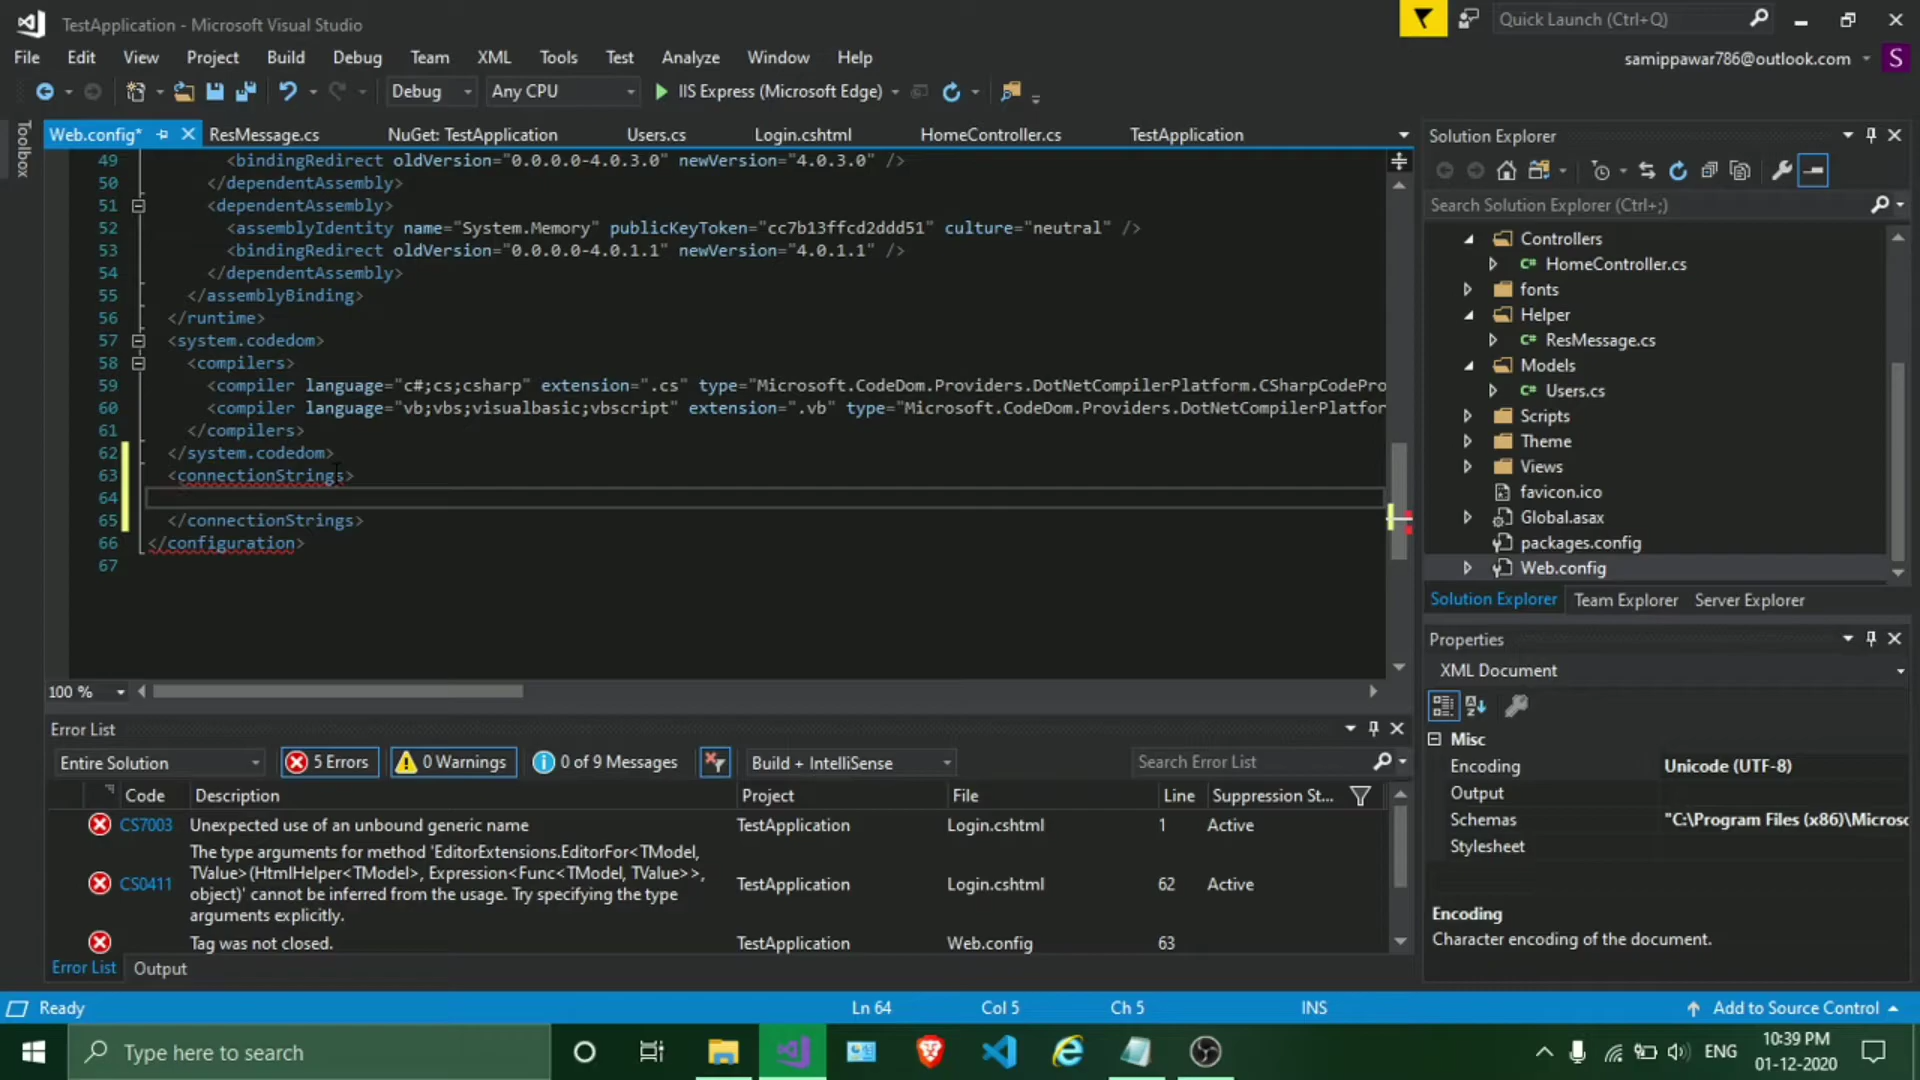 TestApplication - Microsoft Visual Studio
Quick Launch (Ctrl+Q)
File Edit View Project Build Debug Team XML Tools Test Analyze Window Help
samippawar786@outlook.com S
Debug Any CPU IIS Express (Microsoft Edge)
Toolbox
Web.config* ResMessage.cs NuGet: TestApplication Users.cs Login.cshtml HomeController.cs TestApplication
49 <bindingRedirect oldVersion="0.0.0.0-4.0.3.0" newVersion="4.0.3.0" />
50 </dependentAssembly>
51 <dependentAssembly>
52 <assemblyIdentity name="System.Memory" publicKeyToken="cc7b13ffcd2ddd51" culture="neutral" />
53 <bindingRedirect oldVersion="0.0.0.0-4.0.1.1" newVersion="4.0.1.1" />
54 </dependentAssembly>
55 </assemblyBinding>
56 </runtime>
57 <system.codedom>
58 <compilers>
59 <compiler language="c#;cs;csharp" extension=".cs" type="Microsoft.CodeDom.Providers.DotNetCompilerPlatform.CSharpCodePro
60 <compiler language="vb;vbs;visualbasic;vbscript" extension=".vb" type="Microsoft.CodeDom.Providers.DotNetCompilerPlatfor
61 </compilers>
62 </system.codedom>
63 <connectionStrings>
64
65 </connectionStrings>
66 </configuration>
67
100 %
Solution Explorer
Search Solution Explorer (Ctrl+;)
Controllers
C# HomeController.cs
fonts
Helper
C# ResMessage.cs
Models
C# Users.cs
Scripts
Theme
Views
favicon.ico
Global.asax
packages.config
Web.config
Solution Explorer Team Explorer Server Explorer
Properties
XML Document
Misc
Encoding Unicode (UTF-8)
Output
Schemas "C:\Program Files (x86)\Microso
Stylesheet
Encoding
Character encoding of the document.
Error List
Entire Solution 5 Errors 0 Warnings 0 of 9 Messages Build + IntelliSense Search Error List
Code Description Project File Line Suppression St...
CS7003 Unexpected use of an unbound generic name TestApplication Login.cshtml 1 Active
The type arguments for method 'EditorExtensions.EditorFor<TModel,
TValue>(HtmlHelper<TModel>, Expression<Func<TModel, TValue>>,
CS0411 object)' cannot be inferred from the usage. Try specifying the type TestApplication Login.cshtml 62 Active
arguments explicitly.
Tag was not closed. TestApplication Web.config 63
Error List Output
Ready Ln 64 Col 5 Ch 5 INS Add to Source Control
Type here to search
ENG
10:39 PM
01-12-2020